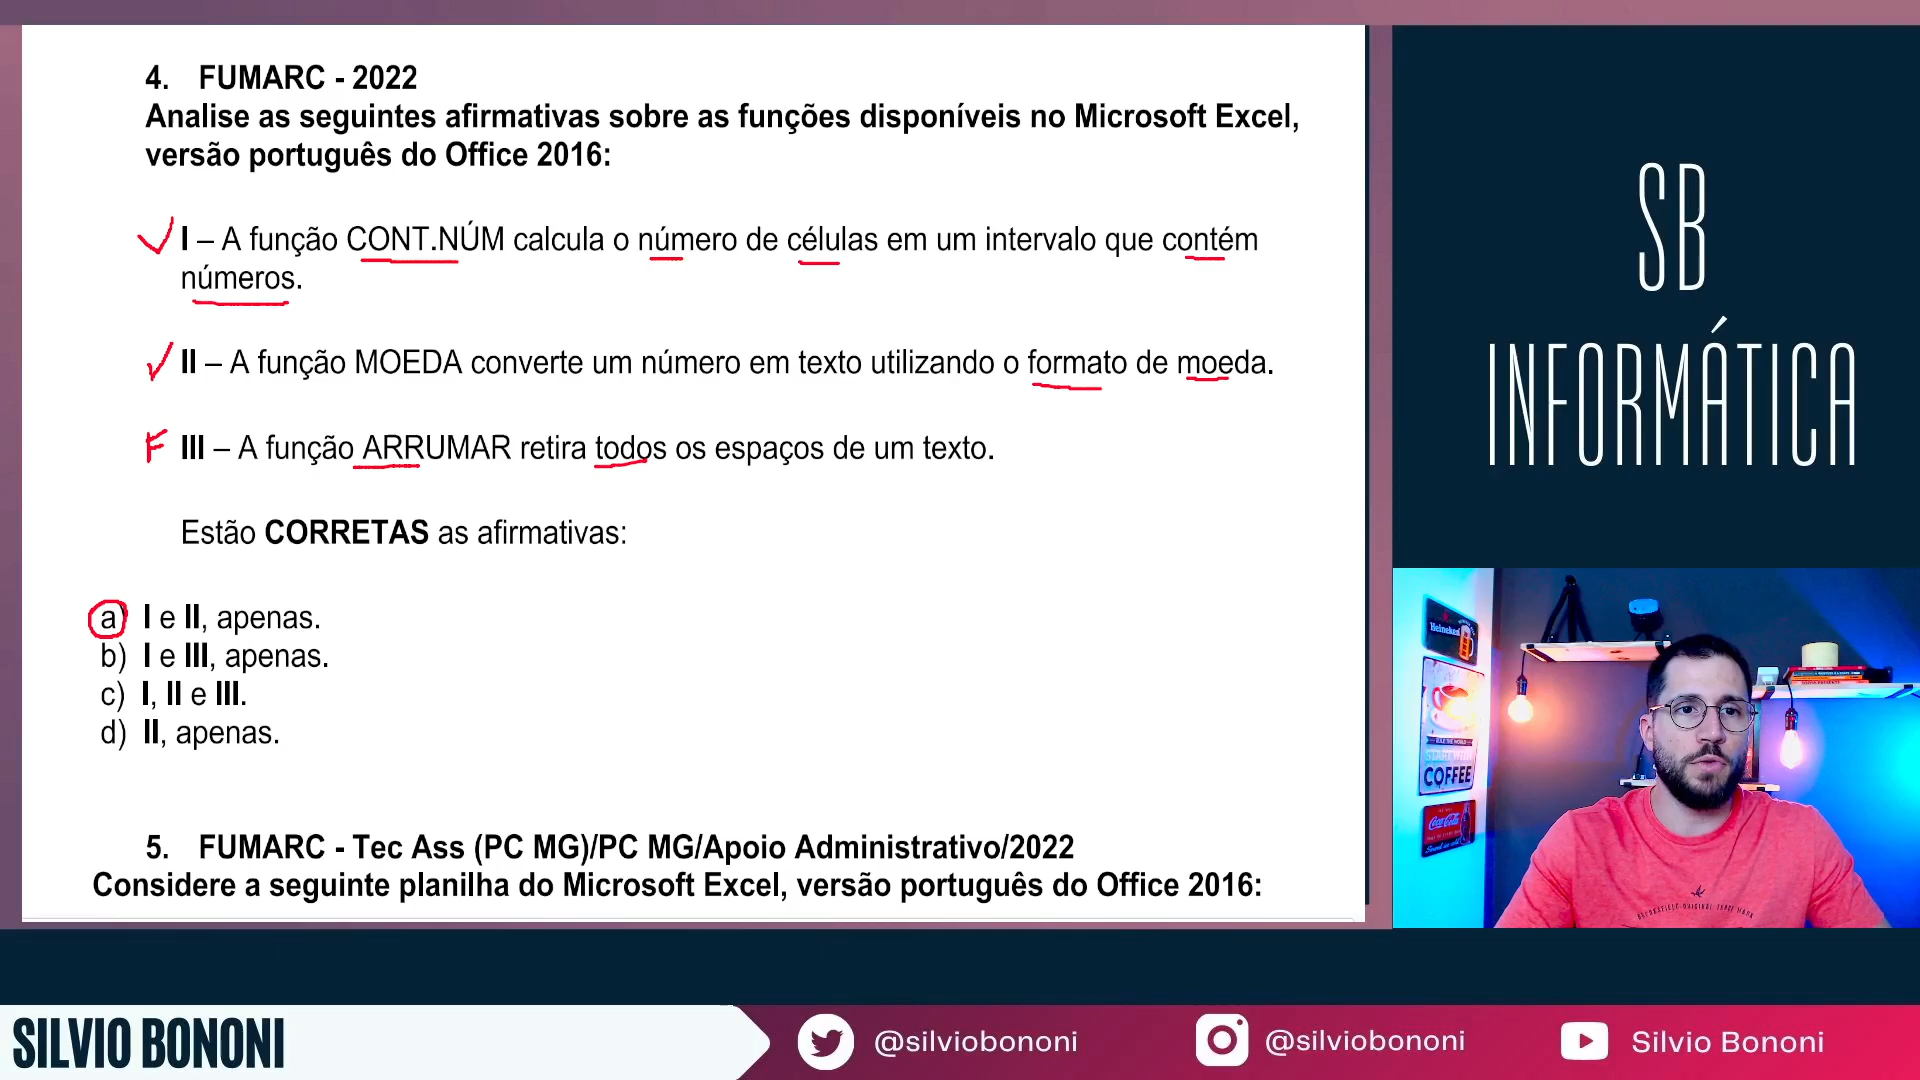 4. FUMARC - 2022
Analise as seguintes afirmativas sobre as funções disponíveis no Microsoft Excel,
versão português do Office 2016:
I – A função CONT.NÚM calcula o número de células em um intervalo que contém
números.
II – A função MOEDA converte um número em texto utilizando o formato de moeda.
F III – A função ARRUMAR retira todos os espaços de um texto.
Estão CORRETAS as afirmativas:
a) I e II, apenas.
b) I e III, apenas.
c) I, II e III.
d) II, apenas.
5. FUMARC - Tec Ass (PC MG)/PC MG/Apoio Administrativo/2022
Considere a seguinte planilha do Microsoft Excel, versão português do Office 2016:
SB
INFORMÁTICA
Heineken
COFFEE
Coca-Cola
SILVIO BONONI
@silviobononi
@silviobononi
Silvio Bononi